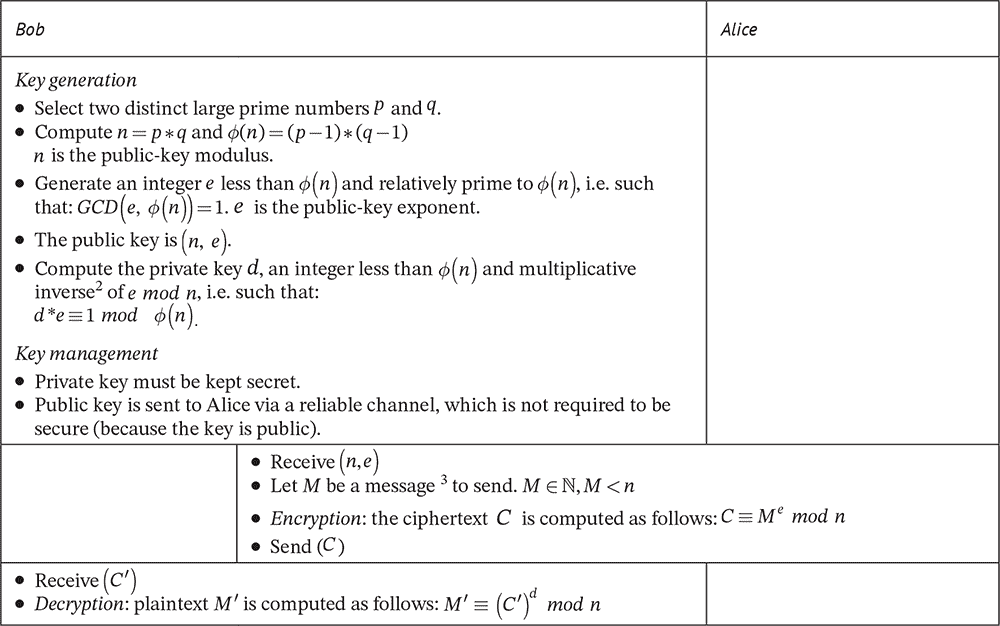 Bob
Alice
Key generation
● Select two distinct large prime numbers p and q.
● Compute n = p∗q and ϕ(n) = (p−1)∗(q−1)
n is the public-key modulus.
● Generate an integer e less than ϕ(n) and relatively prime to ϕ(n), i.e. such
that: GCD(e, ϕ(n)) = 1. e is the public-key exponent.
● The public key is (n, e).
● Compute the private key d, an integer less than ϕ(n) and multiplicative
inverse² of e mod n, i.e. such that:
d*e ≡ 1 mod ϕ(n).
Key management
● Private key must be kept secret.
● Public key is sent to Alice via a reliable channel, which is not required to be
secure (because the key is public).
● Receive (n,e)
● Let M be a message ³ to send. M ∈ ℕ, M < n
● Encryption: the ciphertext C is computed as follows: C ≡ Mᵉ mod n
● Send (C)
● Receive (C′)
● Decryption: plaintext M′ is computed as follows: M′ ≡ (C′)ᵈ mod n